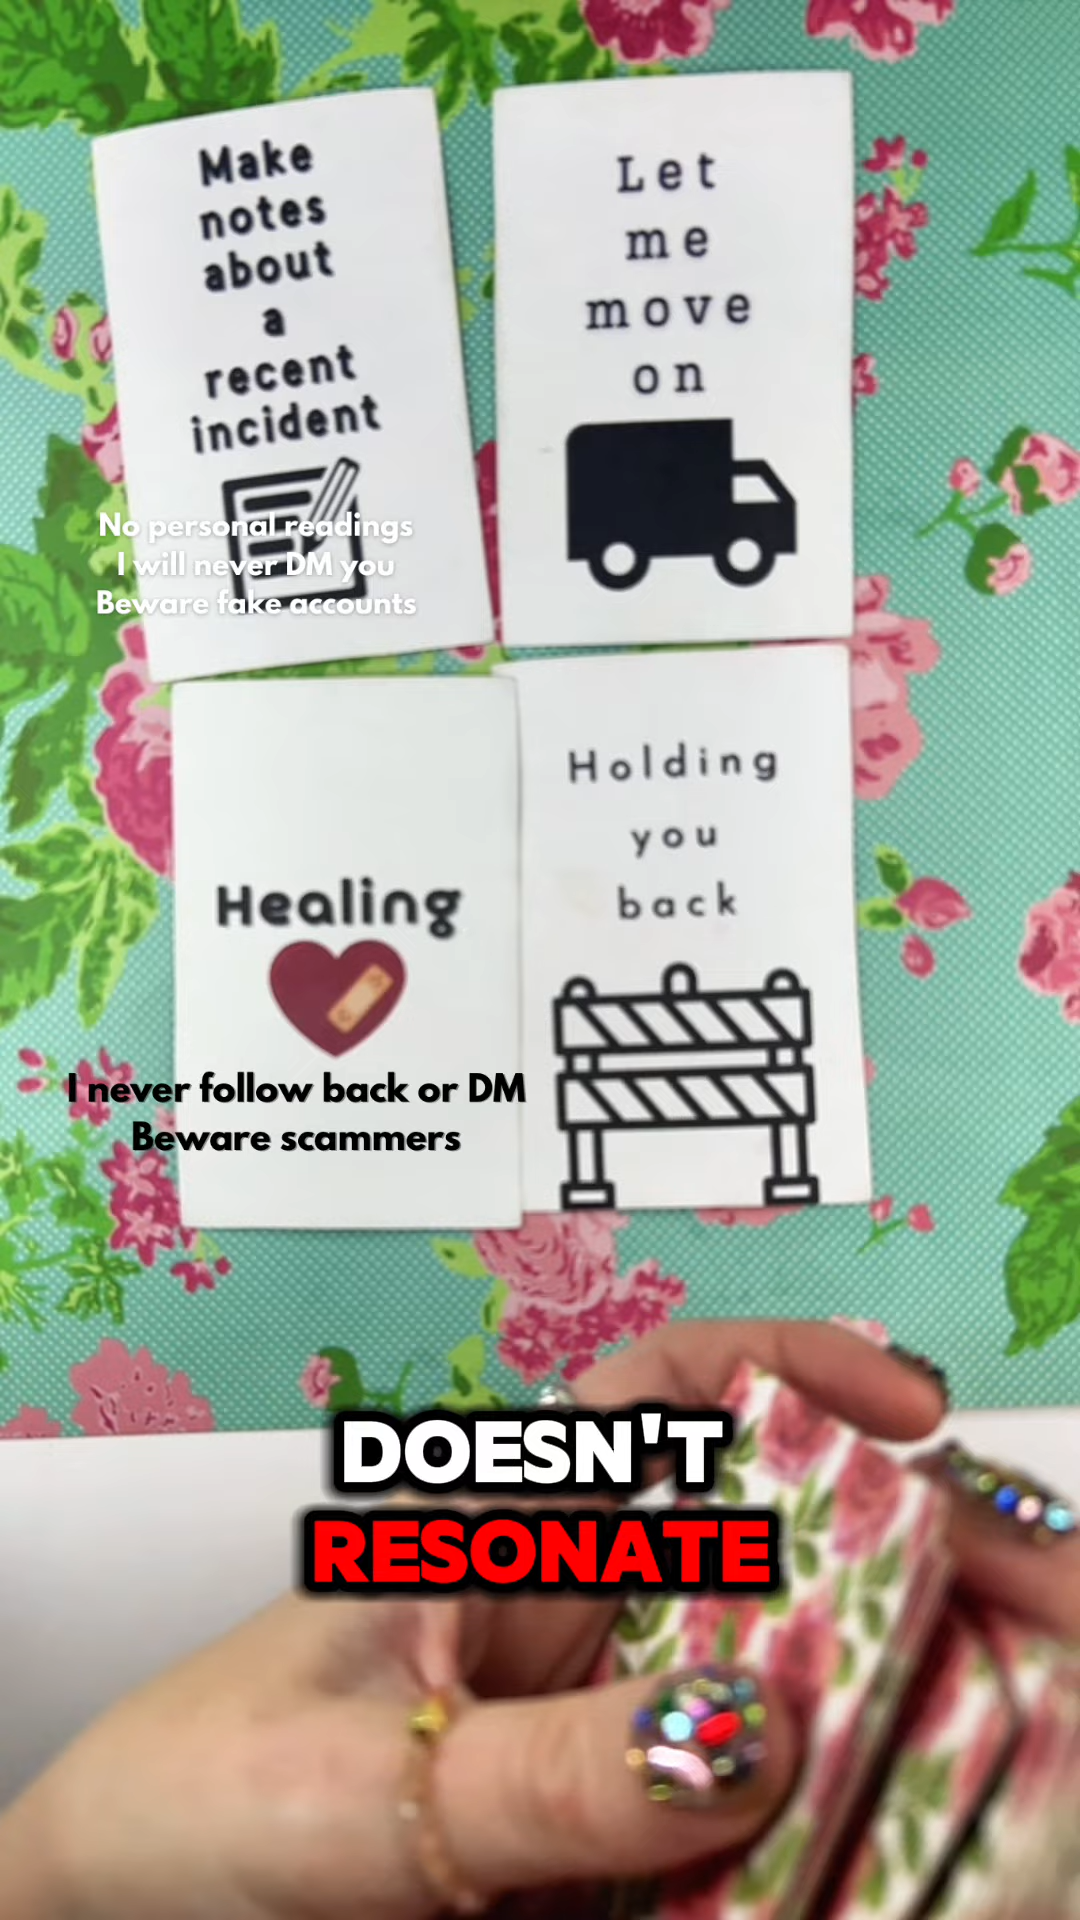 Make
notes
about
a
recent
incident
No personal readings
I will never DM you
Beware fake accounts
Let
me
move
on
Healing
I never follow back or DM
Beware scammers
Holding
you
back
DOESN'T
RESONATE